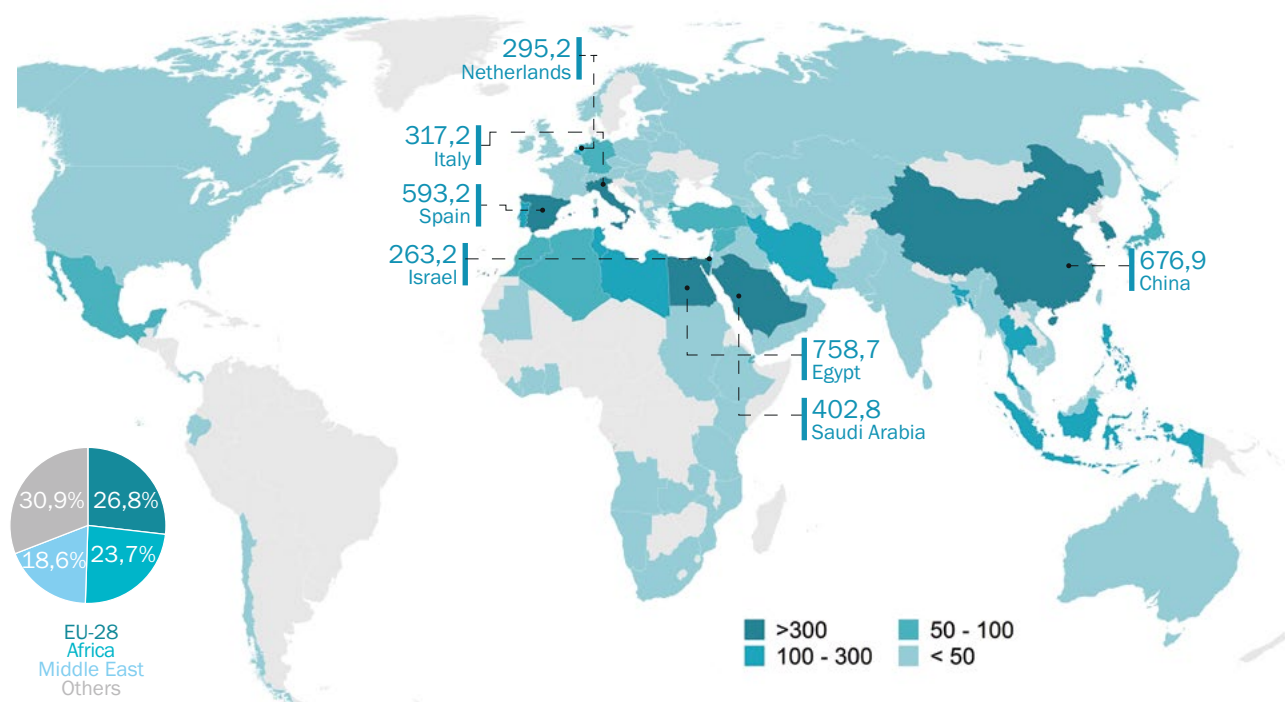 295,2
Netherlands
317,2
Italy
593,2
Spain
263,2
Israel
676,9
China
758,7
Egypt
402,8
Saudi Arabia
30,9%
26,8%
18,6%
23,7%
EU-28
Africa
Middle East
Others
>300
50 - 100
100 - 300
< 50